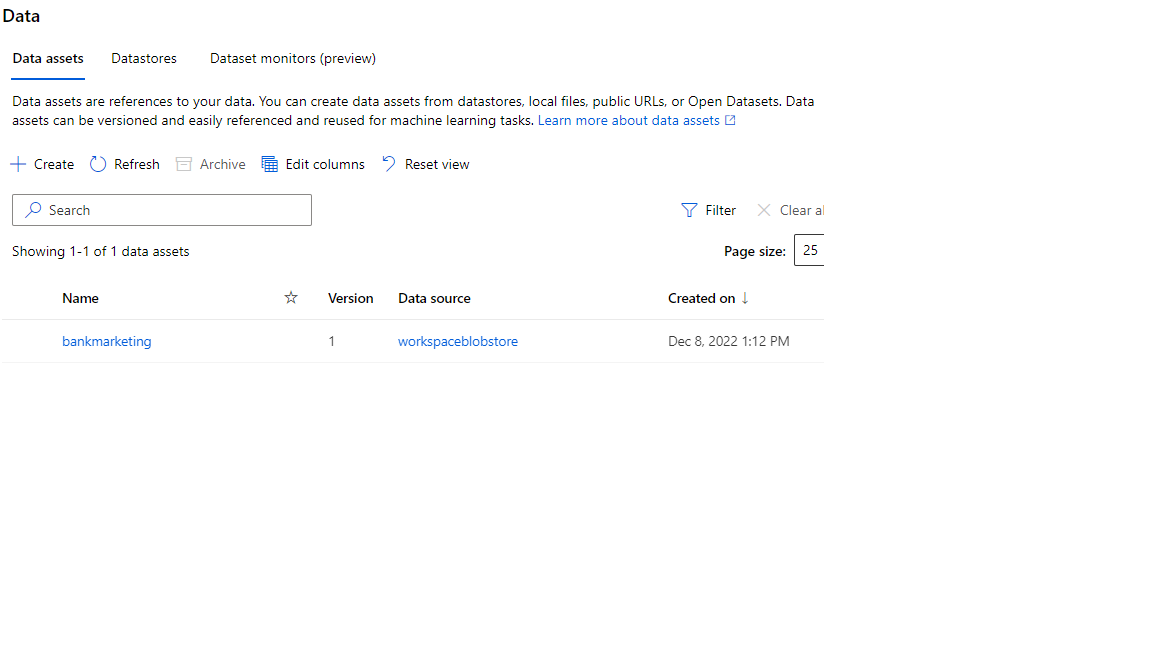 Data
Data assets Datastores Dataset monitors (preview)
Data assets are references to your data. You can create data assets from datastores, local files, public URLs, or Open Datasets. Data
assets can be versioned and easily referenced and reused for machine learning tasks. Learn more about data assets
Create Refresh Archive Edit columns Reset view
Search Filter Clear al
Showing 1-1 of 1 data assets Page size: 25
Name Version Data source Created on ↓
bankmarketing 1 workspaceblobstore Dec 8, 2022 1:12 PM